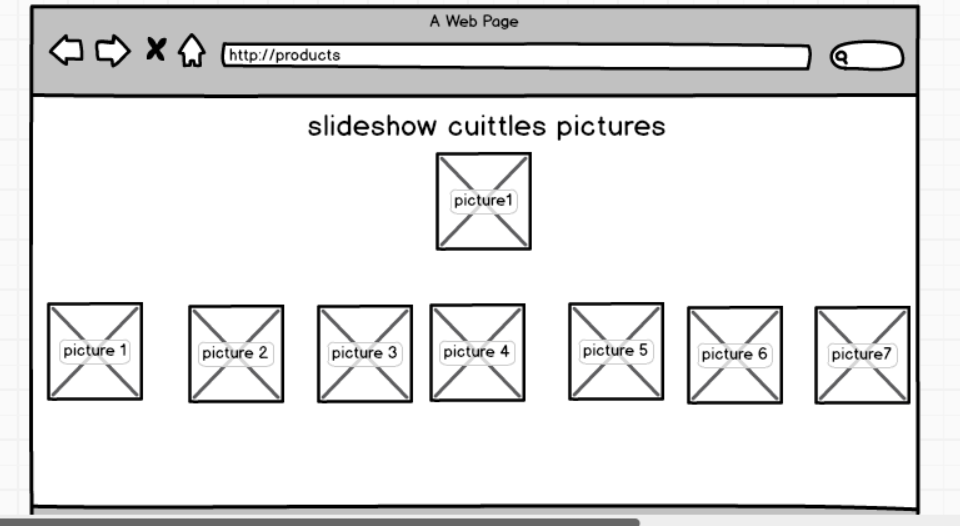 A Web Page
http://products
slideshow cuittles pictures
picture1
picture 1 picture 2 picture 3 picture 4 picture 5 picture 6 picture7